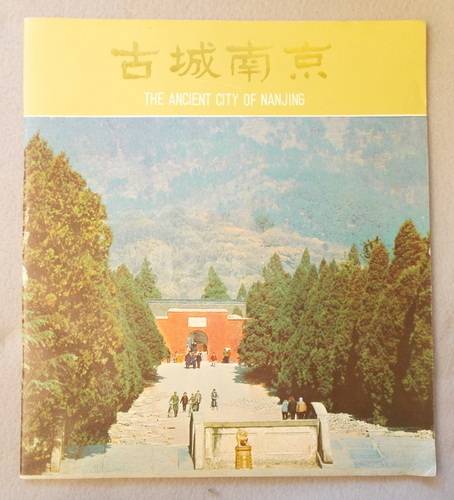 古城南京
THE ANCIENT CITY OF NANJING